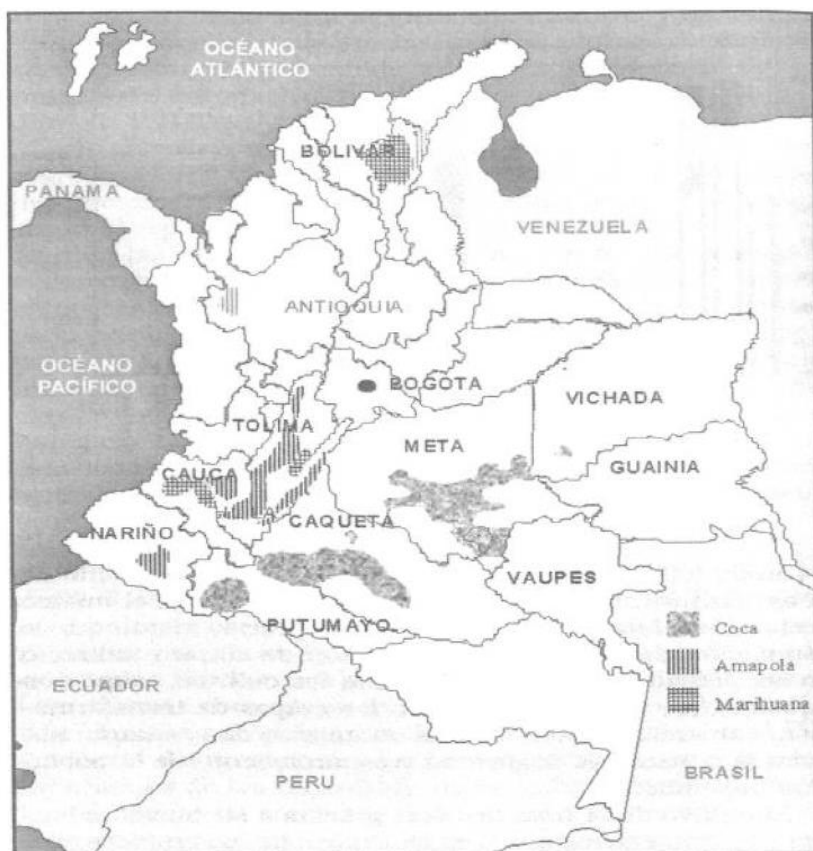 OCÉANO
ATLÁNTICO
BOLIVAR
PANAMA
VENEZUELA
ANTIOQUIA
OCÉANO
PACÍFICO
BOGOTA
VICHADA
TOLIMA
META
GUAINIA
CAUCA
NARIÑO
CAQUETA
VAUPES
PUTUMAYO
Coca
Amapola
Marihuana
ECUADOR
PERU
BRASIL